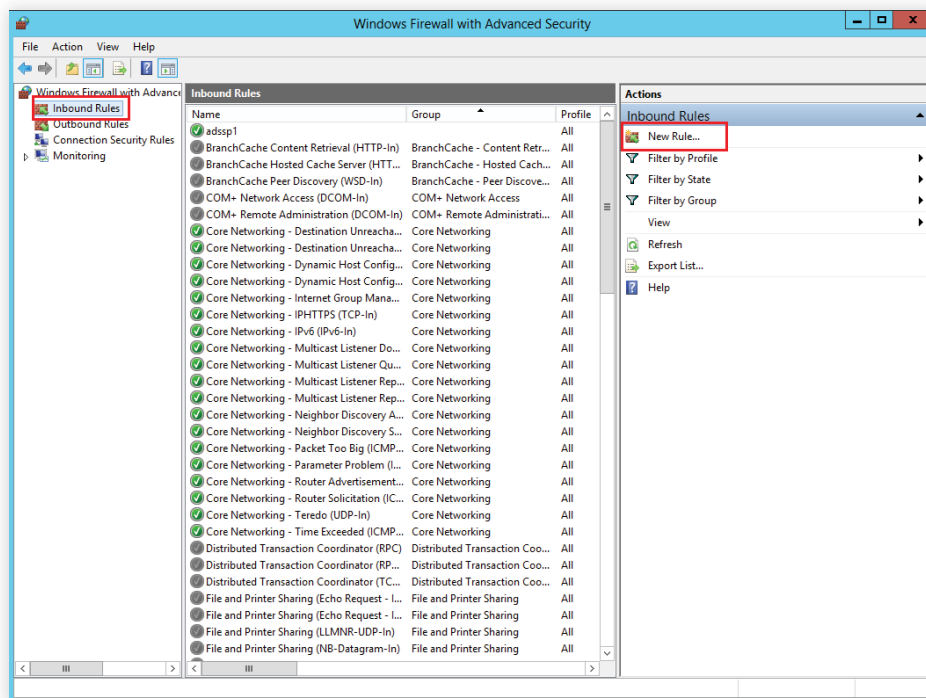 Windows Firewall with Advanced Security
File Action View Help
Windows Firewall with Advance
Inbound Rules
Outbound Rules
Connection Security Rules
Monitoring
Inbound Rules
Name Group Profile
adssp1 All
BranchCache Content Retrieval (HTTP-In) BranchCache - Content Retr... All
BranchCache Hosted Cache Server (HTT... BranchCache - Hosted Cach... All
BranchCache Peer Discovery (WSD-In) BranchCache - Peer Discove... All
COM+ Network Access (DCOM-In) COM+ Network Access All
COM+ Remote Administration (DCOM-In) COM+ Remote Administrati... All
Core Networking - Destination Unreacha... Core Networking All
Core Networking - Destination Unreacha... Core Networking All
Core Networking - Dynamic Host Config... Core Networking All
Core Networking - Dynamic Host Config... Core Networking All
Core Networking - Internet Group Mana... Core Networking All
Core Networking - IPHTTPS (TCP-In) Core Networking All
Core Networking - IPv6 (IPv6-In) Core Networking All
Core Networking - Multicast Listener Do... Core Networking All
Core Networking - Multicast Listener Qu... Core Networking All
Core Networking - Multicast Listener Rep... Core Networking All
Core Networking - Multicast Listener Rep... Core Networking All
Core Networking - Neighbor Discovery A... Core Networking All
Core Networking - Neighbor Discovery S... Core Networking All
Core Networking - Packet Too Big (ICMP... Core Networking All
Core Networking - Parameter Problem (I... Core Networking All
Core Networking - Router Advertisement... Core Networking All
Core Networking - Router Solicitation (IC... Core Networking All
Core Networking - Teredo (UDP-In) Core Networking All
Core Networking - Time Exceeded (ICMP... Core Networking All
Distributed Transaction Coordinator (RPC) Distributed Transaction Coo... All
Distributed Transaction Coordinator (RP... Distributed Transaction Coo... All
Distributed Transaction Coordinator (TC... Distributed Transaction Coo... All
File and Printer Sharing (Echo Request - I... File and Printer Sharing All
File and Printer Sharing (Echo Request - I... File and Printer Sharing All
File and Printer Sharing (LLMNR-UDP-In) File and Printer Sharing All
File and Printer Sharing (NB-Datagram-In) File and Printer Sharing All
Actions
Inbound Rules
New Rule...
Filter by Profile
Filter by State
Filter by Group
View
Refresh
Export List...
Help